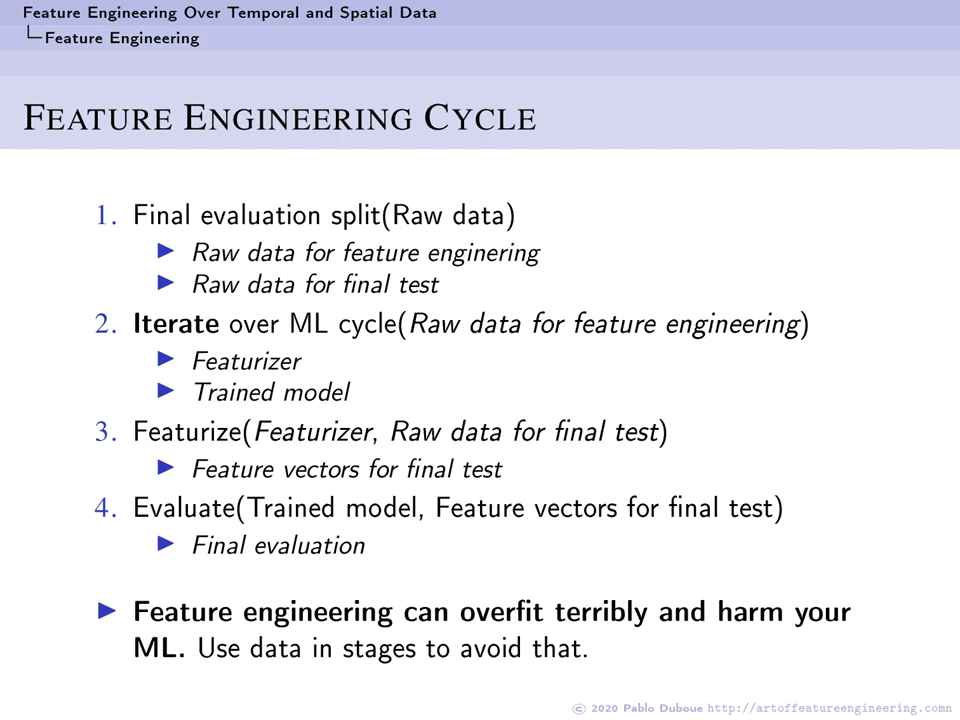 Feature Engineering Over Temporal and Spatial Data
Feature Engineering
FEATURE ENGINEERING CYCLE
1. Final evaluation split(Raw data)
▶ Raw data for feature enginering
▶ Raw data for final test
2. Iterate over ML cycle(Raw data for feature engineering)
▶ Featurizer
▶ Trained model
3. Featurize(Featurizer, Raw data for final test)
▶ Feature vectors for final test
4. Evaluate(Trained model, Feature vectors for final test)
▶ Final evaluation
▶ Feature engineering can overfit terribly and harm your
ML. Use data in stages to avoid that.
© 2020 Pablo Duboue http://artoffeatureengineering.comn